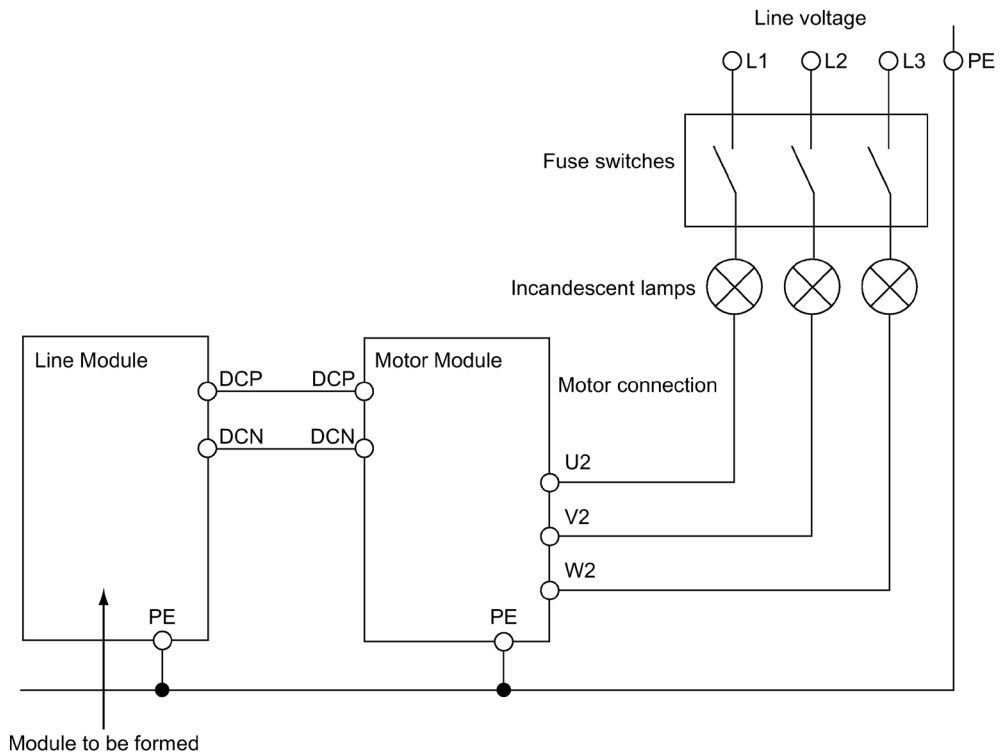 Line voltage
L1
L2
L3
PE
Fuse switches
Incandescent lamps
Line Module
DCP
DCP
Motor Module
Motor connection
DCN
DCN
U2
V2
W2
PE
PE
Module to be formed